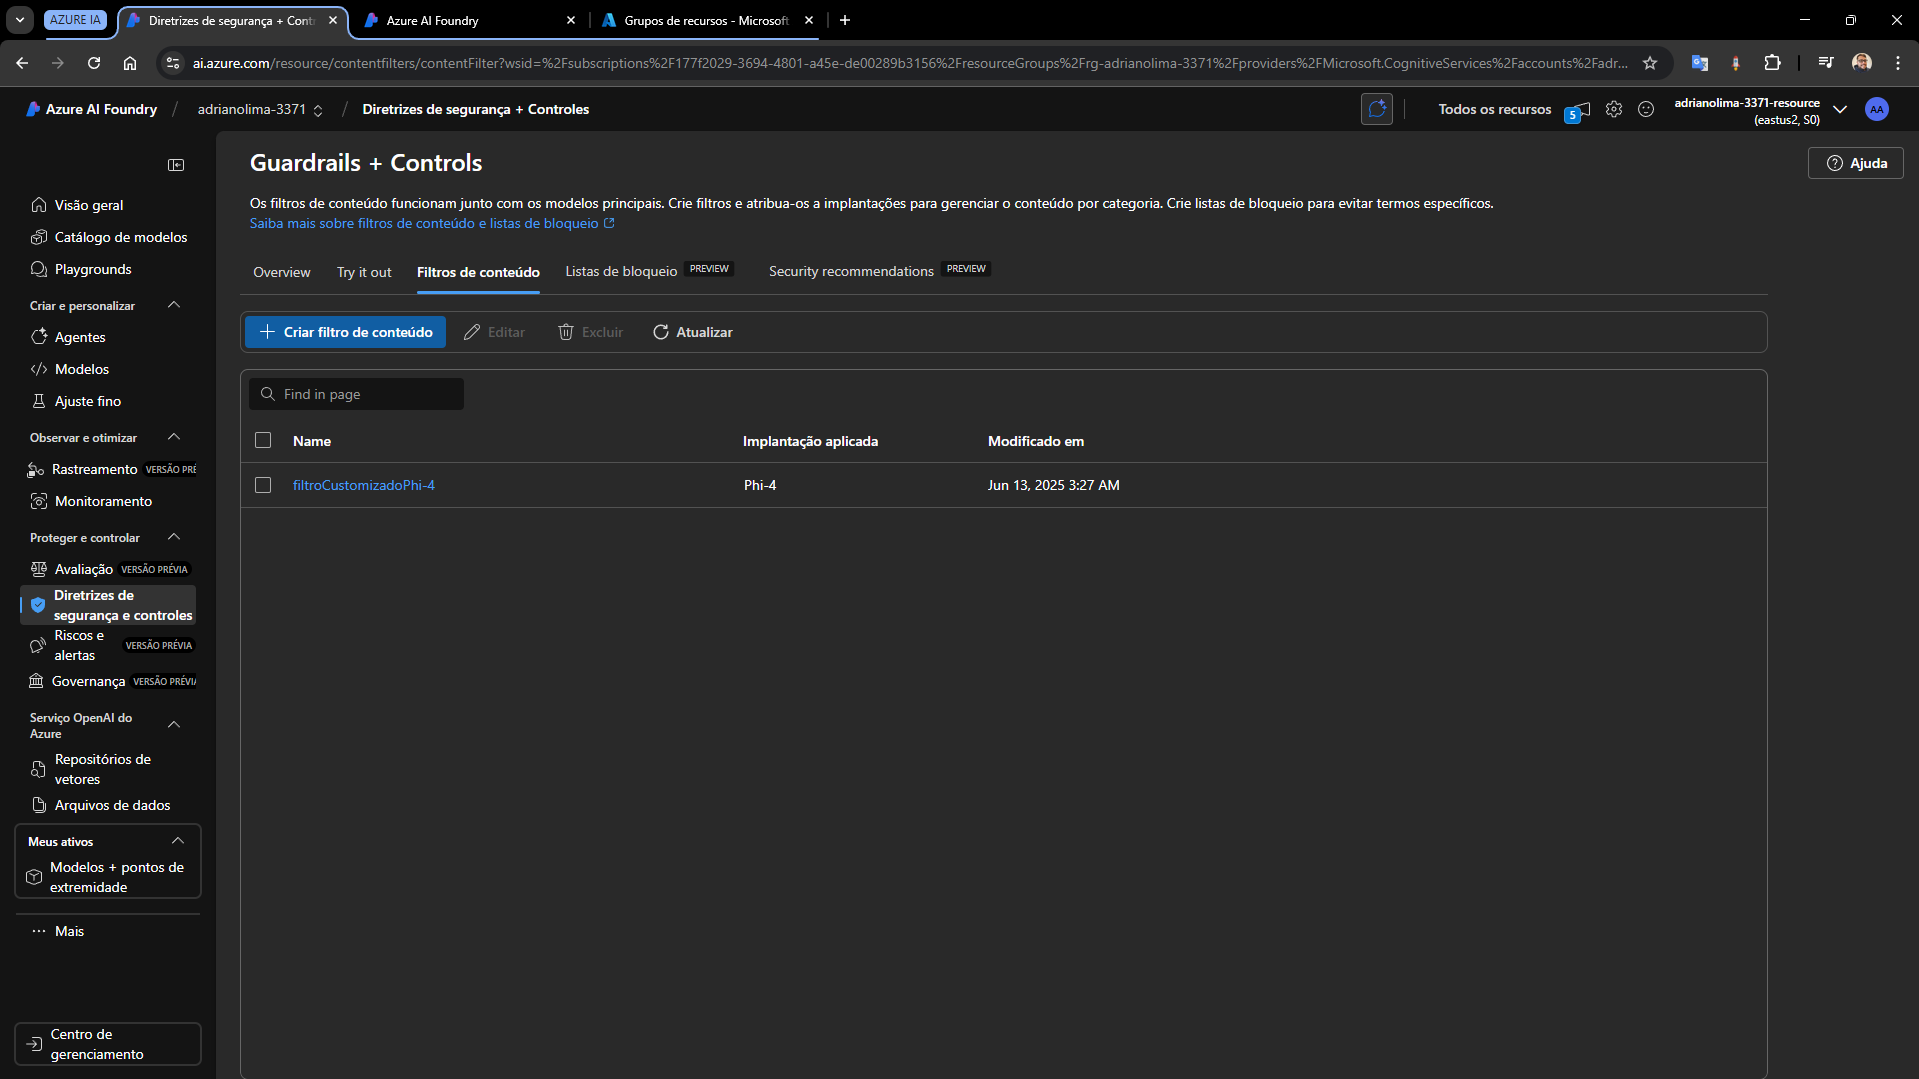 AZURE IA
Diretrizes de segurança + Contr
Azure AI Foundry
Grupos de recursos - Microsoft
ai.azure.com/resource/contentfilters/contentFilter?wsid=%2Fsubscriptions%2F177f2029-3694-4801-a45e-de00289b3156%2FresourceGroups%2Frg-adrianolima-3371%2Fproviders%2FMicrosoft.CognitiveServices%2Faccounts%2Fadr...
Azure AI Foundry / adrianolima-3371 / Diretrizes de segurança + Controles
Todos os recursos
5
adrianolima-3371-resource
(eastus2, S0)
AA
Visão geral
Catálogo de modelos
Playgrounds
Criar e personalizar
Agentes
Modelos
Ajuste fino
Observar e otimizar
Rastreamento VERSÃO PRÉ
Monitoramento
Proteger e controlar
Avaliação VERSÃO PRÉVIA
Diretrizes de
segurança e controles
Riscos e
alertas
VERSÃO PRÉVIA
Governança VERSÃO PRÉVIA
Serviço OpenAI do
Azure
Repositórios de
vetores
Arquivos de dados
Meus ativos
Modelos + pontos de
extremidade
Mais
Centro de
gerenciamento
Guardrails + Controls
Ajuda
Os filtros de conteúdo funcionam junto com os modelos principais. Crie filtros e atribua-os a implantações para gerenciar o conteúdo por categoria. Crie listas de bloqueio para evitar termos específicos.
Saiba mais sobre filtros de conteúdo e listas de bloqueio
Overview
Try it out
Filtros de conteúdo
Listas de bloqueio PREVIEW
Security recommendations PREVIEW
Criar filtro de conteúdo
Editar
Excluir
Atualizar
Find in page
Name Implantação aplicada Modificado em
filtroCustomizadoPhi-4 Phi-4 Jun 13, 2025 3:27 AM